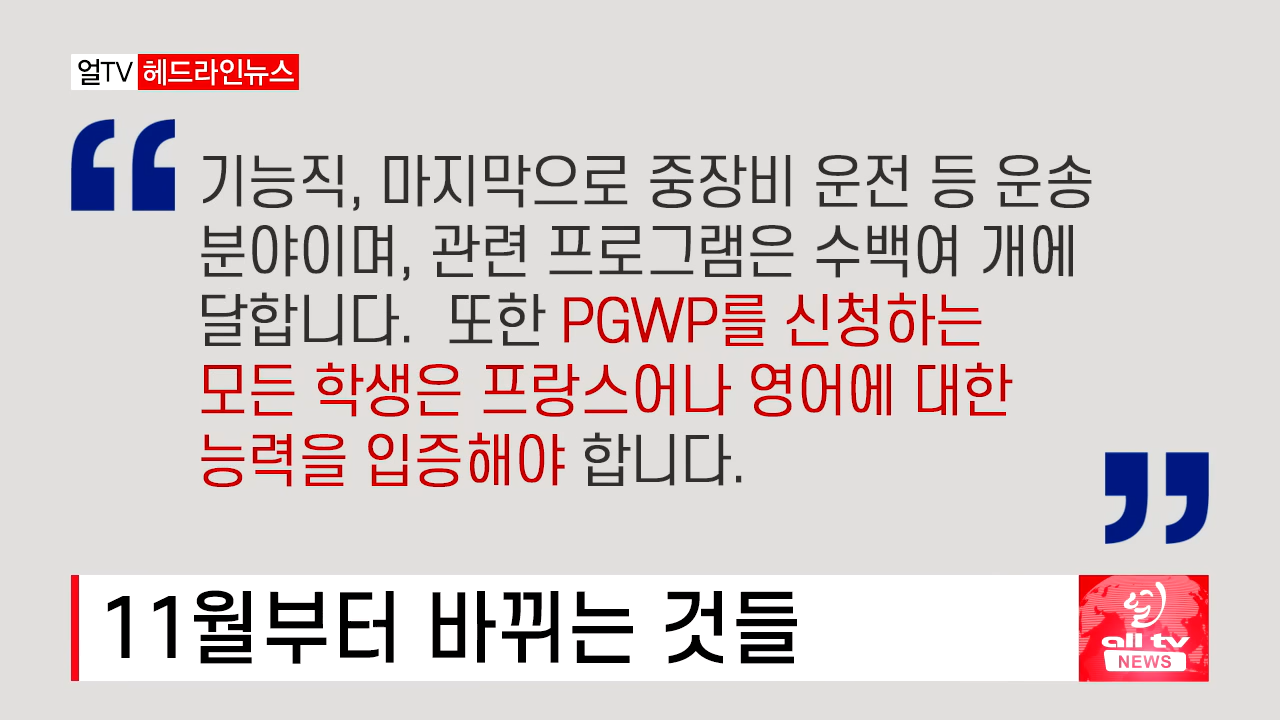 얼TV 헤드라인뉴스
기능직, 마지막으로 중장비 운전 등 운송
분야이며, 관련 프로그램은 수백여 개에
달합니다. 또한 PGWP를 신청하는
모든 학생은 프랑스어나 영어에 대한
능력을 입증해야 합니다.
11월부터 바뀌는 것들
all tv
NEWS